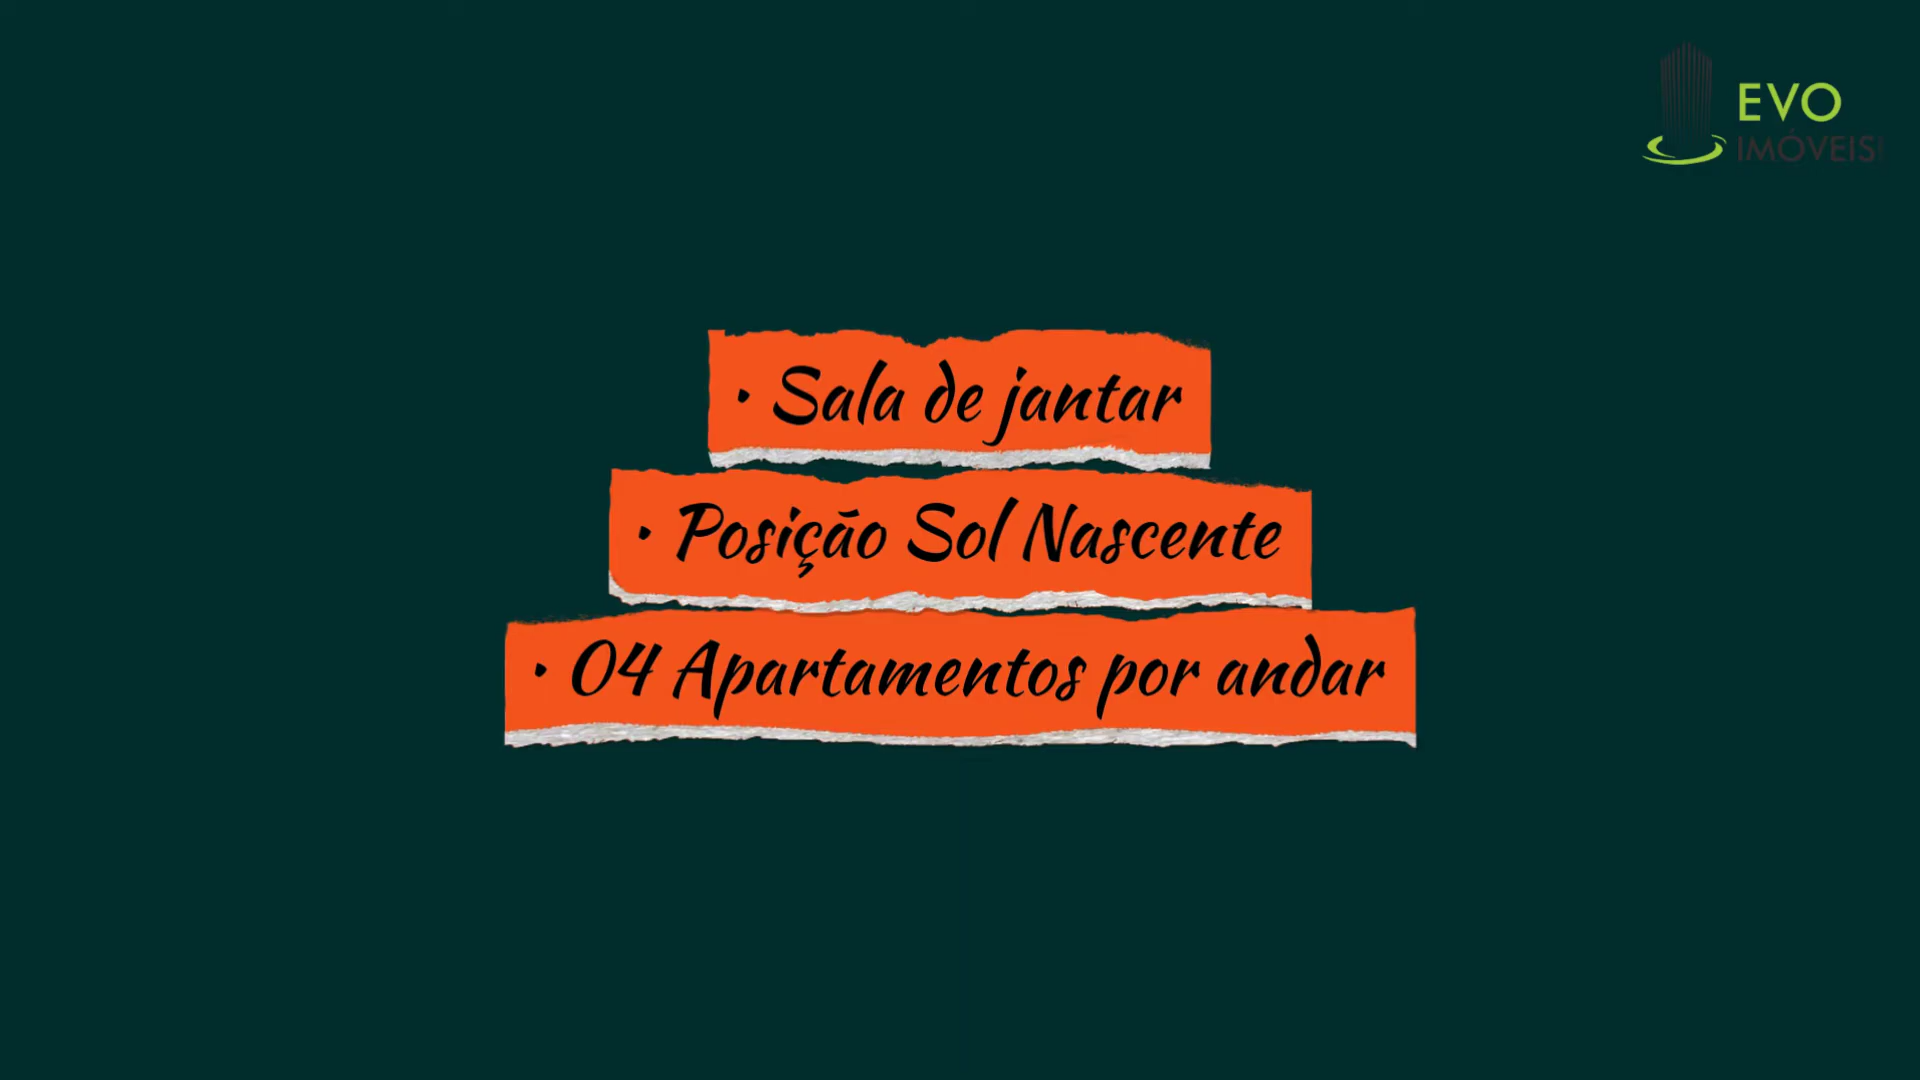 EVO
IMÓVEIS
• Sala de jantar
• Posição Sol Nascente
• 04 Apartamentos por andar